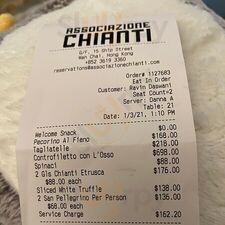 ASSOCIAZIONE
CHIANTI
G/F, 15 Ship Street
Wan Chai, Hong Kong
+852 3619 3360
reservations@associazionechianti.com
Order# 1127683
Eat In Order
Customer: Ravin Daswani
Seat Count=2
Server: Danna A
Table: 21
Date: 1/3/21, 1:10 PM
Welcome Snack $0.00
Pecorino Al Fieno $168.00
Tagliatelle $218.00
Controfiletto con L'Osso $698.00
Spinaci $88.00
2 Gls Chianti Etrusca $176.00
$88.00 each
Sliced White Truffle $138.00
2 San Pellegrino Per Person $136.00
$68.00 each
Service Charge $162.20